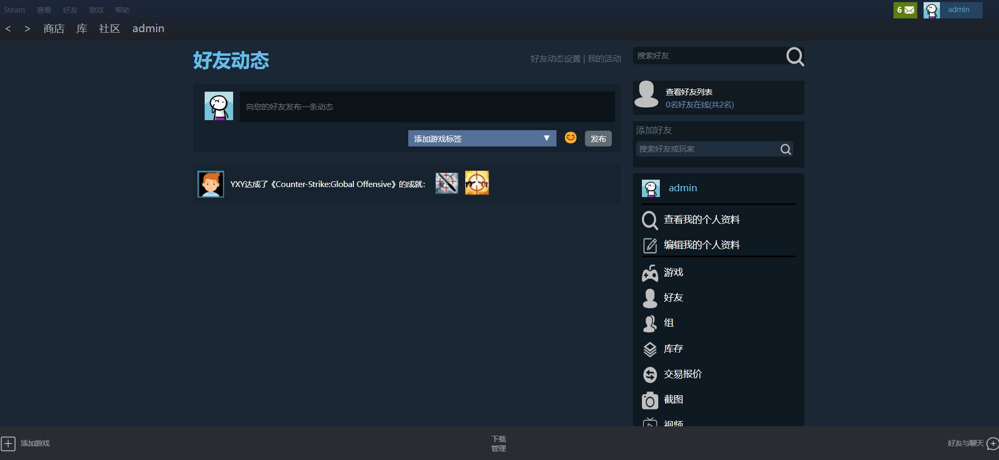 Steam 查看 好友 游戏 帮助
6 admin
< > 商店 库 社区 admin
好友动态
好友动态设置 | 我的活动
向您的好友发布一条动态
添加游戏标签 ▼
发布
YXY达成了《Counter-Strike:Global Offensive》的成就：
搜索好友
查看好友列表
0名好友在线(共2名)
添加好友
搜索好友或玩家
admin
查看我的个人资料
编辑我的个人资料
游戏
好友
组
库存
交易报价
截图
视频
添加游戏
下载
管理
好友与聊天